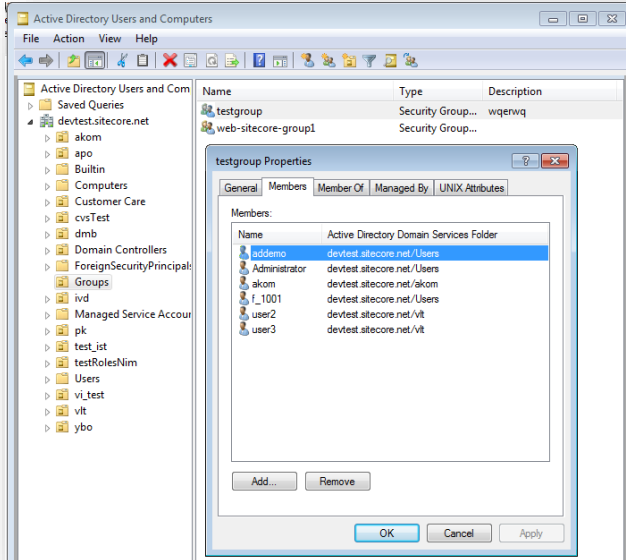 Active Directory Users and Computers
File Action View Help
Active Directory Users and Com
Saved Queries
devtest.sitecore.net
akom
apo
Builtin
Computers
Customer Care
cvsTest
dmb
Domain Controllers
ForeignSecurityPrincipals
Groups
ivd
Managed Service Accour
pk
test_ist
testRolesNim
Users
vi_test
vlt
ybo
Name Type Description
testgroup Security Group... wqerwq
web-sitecore-group1 Security Group...
testgroup Properties
General Members Member Of Managed By UNIX Attributes
Members:
Name Active Directory Domain Services Folder
addemo devtest.sitecore.net/Users
Administrator devtest.sitecore.net/Users
akom devtest.sitecore.net/akom
f_1001 devtest.sitecore.net/Users
user2 devtest.sitecore.net/vlt
user3 devtest.sitecore.net/vlt
Add... Remove
OK Cancel Apply